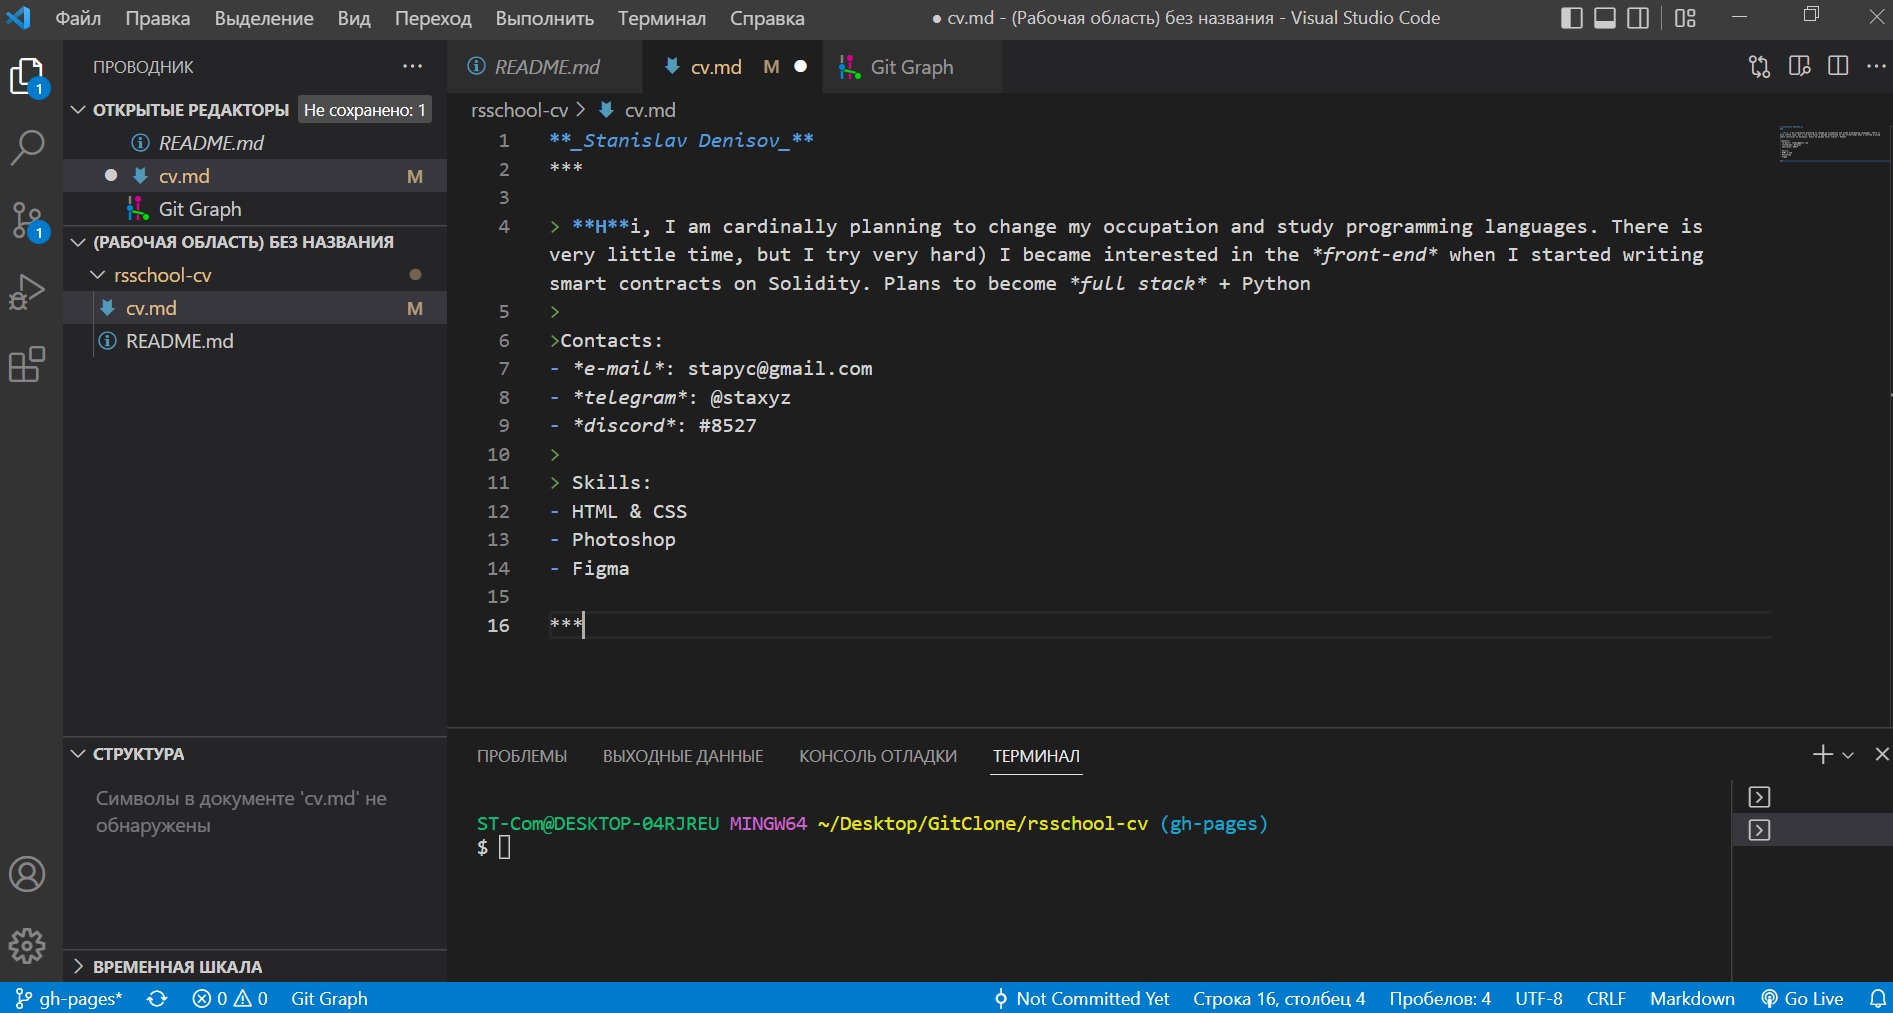 Файл Правка Выделение Вид Переход Выполнить Терминал Справка
● cv.md - (Рабочая область) без названия - Visual Studio Code
1
ПРОВОДНИК
ОТКРЫТЫЕ РЕДАКТОРЫ Не сохранено: 1
README.md
cv.md M
Git Graph
1
(РАБОЧАЯ ОБЛАСТЬ) БЕЗ НАЗВАНИЯ
rsschool-cv
cv.md M
README.md
СТРУКТУРА
Символы в документе 'cv.md' не
обнаружены
ВРЕМЕННАЯ ШКАЛА
README.md cv.md M Git Graph
rsschool-cv > cv.md
1 **_Stanislav Denisov_**
2 ***
3
4 > **H**i, I am cardinally planning to change my occupation and study programming languages. There is
very little time, but I try very hard) I became interested in the *front-end* when I started writing
smart contracts on Solidity. Plans to become *full stack* + Python
5 >
6 >Contacts:
7 - *e-mail*: stapyc@gmail.com
8 - *telegram*: @staxyz
9 - *discord*: #8527
10 >
11 > Skills:
12 - HTML & CSS
13 - Photoshop
14 - Figma
15
16 ***
ПРОБЛЕМЫ ВЫХОДНЫЕ ДАННЫЕ КОНСОЛЬ ОТЛАДКИ ТЕРМИНАЛ
ST-Com@DESKTOP-04RJREU MINGW64 ~/Desktop/GitClone/rsschool-cv (gh-pages)
$
gh-pages* 0 0 Git Graph Not Committed Yet Строка 16, столбец 4 Пробелов: 4 UTF-8 CRLF Markdown Go Live